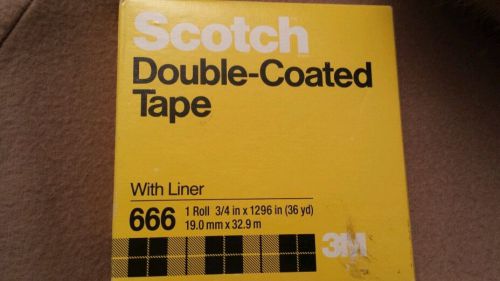 Scotch
Double-Coated
Tape
With Liner
666 1 Roll 3/4 in x 1296 in (36 yd)
19.0 mm x 32.9 m
3M